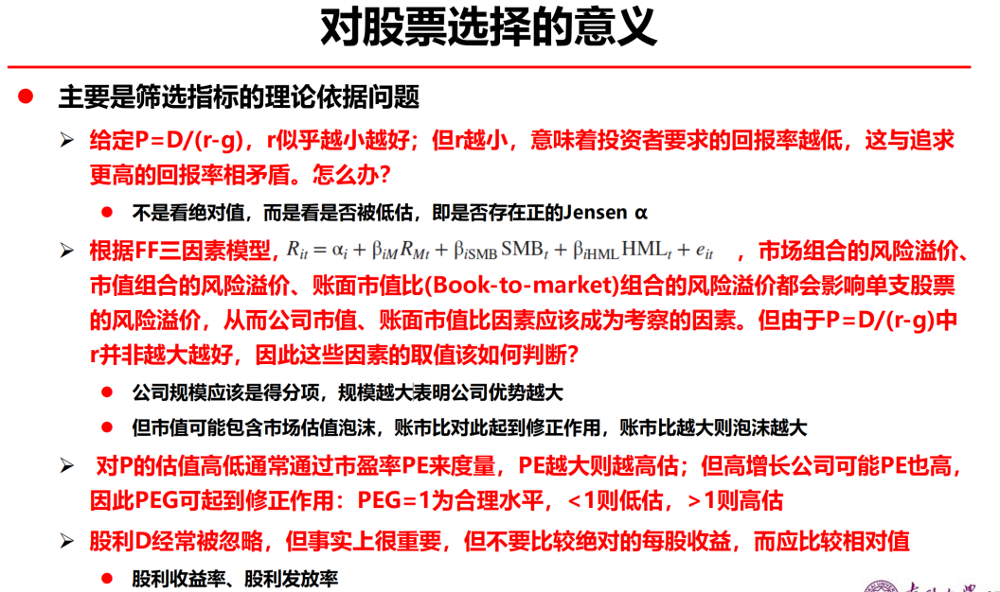 对股票选择的意义
主要是筛选指标的理论依据问题
给定P=D/(r-g)，r似乎越小越好；但r越小，意味着投资者要求的回报率越低，这与追求
更高的回报率相矛盾。怎么办？
不是看绝对值，而是看是否被低估，即是否存在正的Jensen α
根据FF三因素模型，R_{it} = α_i + β_{iM} R_{Mt} + β_{iSMB} SMB_t + β_{iHML} HML_t + e_{it} ，市场组合的风险溢价、
市值组合的风险溢价、账面市值比(Book-to-market)组合的风险溢价都会影响单支股票
的风险溢价，从而公司市值、账面市值比因素应该成为考察的因素。但由于P=D/(r-g)中
r并非越大越好，因此这些因素的取值该如何判断？
公司规模应该是得分项，规模越大表明公司优势越大
但市值可能包含市场估值泡沫，账市比对此起到修正作用，账市比越大则泡沫越大
对P的估值高低通常通过市盈率PE来度量，PE越大则越高估；但高增长公司可能PE也高，
因此PEG可起到修正作用：PEG=1为合理水平，<1则低估，>1则高估
股利D经常被忽略，但事实上很重要，但不要比较绝对的每股收益，而应比较相对值
股利收益率、股利发放率